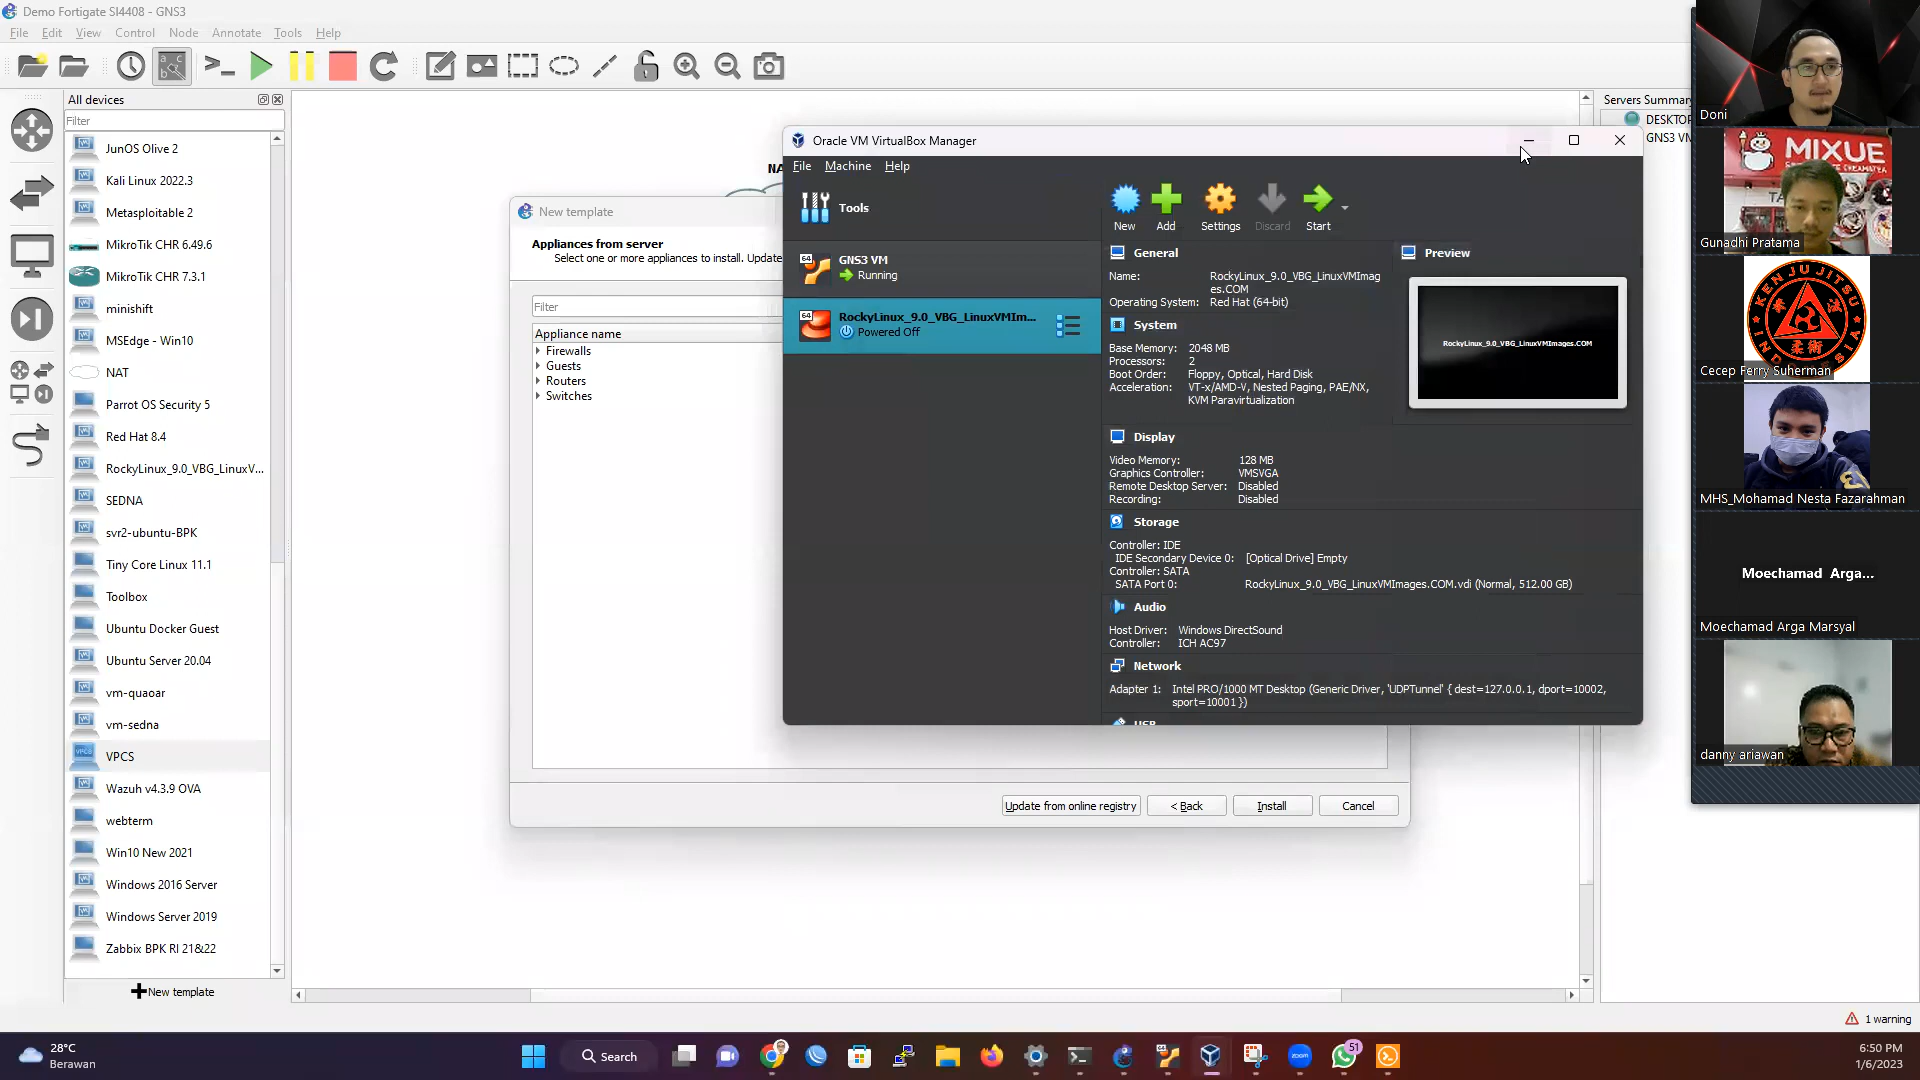 Demo Fortigate SI4408 - GNS3
File Edit View Control Node Annotate Tools Help
All devices
Filter
JunOS Olive 2
Kali Linux 2022.3
Metasploitable 2
MikroTik CHR 6.49.6
MikroTik CHR 7.3.1
minishift
MSEdge - Win10
NAT
Parrot OS Security 5
Red Hat 8.4
RockyLinux_9.0_VBG_LinuxV...
SEDNA
svr2-ubuntu-BPK
Tiny Core Linux 11.1
Toolbox
Ubuntu Docker Guest
Ubuntu Server 20.04
vm-quaoar
vm-sedna
VPCS
Wazuh v4.3.9 OVA
webterm
Win10 New 2021
Windows 2016 Server
Windows Server 2019
Zabbix BPK RI 21&22
New template
NA
New template
Appliances from server
Select one or more appliances to install. Update
Filter
Appliance name
Firewalls
Guests
Routers
Switches
Update from online registry
< Back
Install
Cancel
Oracle VM VirtualBox Manager
File Machine Help
Tools
New Add Settings Discard Start
GNS3 VM
Running
RockyLinux_9.0_VBG_LinuxVMIm...
Powered Off
General
Name: RockyLinux_9.0_VBG_LinuxVMImag
es.COM
Operating System: Red Hat (64-bit)
System
Base Memory: 2048 MB
Processors: 2
Boot Order: Floppy, Optical, Hard Disk
Acceleration: VT-x/AMD-V, Nested Paging, PAE/NX,
KVM Paravirtualization
Preview
RockyLinux_9.0_VBG_LinuxVMImages.COM
Display
Video Memory: 128 MB
Graphics Controller: VMSVGA
Remote Desktop Server: Disabled
Recording: Disabled
Storage
Controller: IDE
IDE Secondary Device 0: [Optical Drive] Empty
Controller: SATA
SATA Port 0: RockyLinux_9.0_VBG_LinuxVMImages.COM.vdi (Normal, 512.00 GB)
Audio
Host Driver: Windows DirectSound
Controller: ICH AC97
Network
Adapter 1: Intel PRO/1000 MT Desktop (Generic Driver, 'UDPTunnel' { dest=127.0.0.1, dport=10002,
sport=10001 })
USB
Servers Summary
DESKTOP
GNS3 VM
Doni
MIXUE
Gunadhi Pratama
KENJUJITSU
INDONESIA
柔術
Cecep Ferry Suherman
MHS_Mohamad Nesta Fazarahman
Moechamad Arga...
Moechamad Arga Marsyal
danny ariawan
1 warning
28°C
Berawan
Search
zoom
51
6:50 PM
1/6/2023